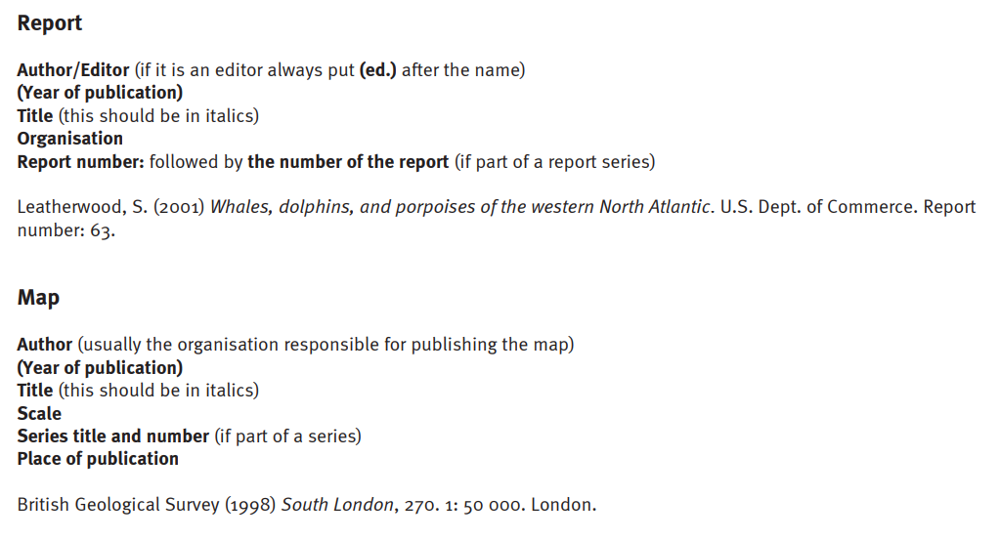 Report
Author/Editor (if it is an editor always put (ed.) after the name)
(Year of publication)
Title (this should be in italics)
Organisation
Report number: followed by the number of the report (if part of a report series)
Leatherwood, S. (2001) Whales, dolphins, and porpoises of the western North Atlantic. U.S. Dept. of Commerce. Report
number: 63.
Map
Author (usually the organisation responsible for publishing the map)
(Year of publication)
Title (this should be in italics)
Scale
Series title and number (if part of a series)
Place of publication
British Geological Survey (1998) South London, 270. 1: 50 000. London.